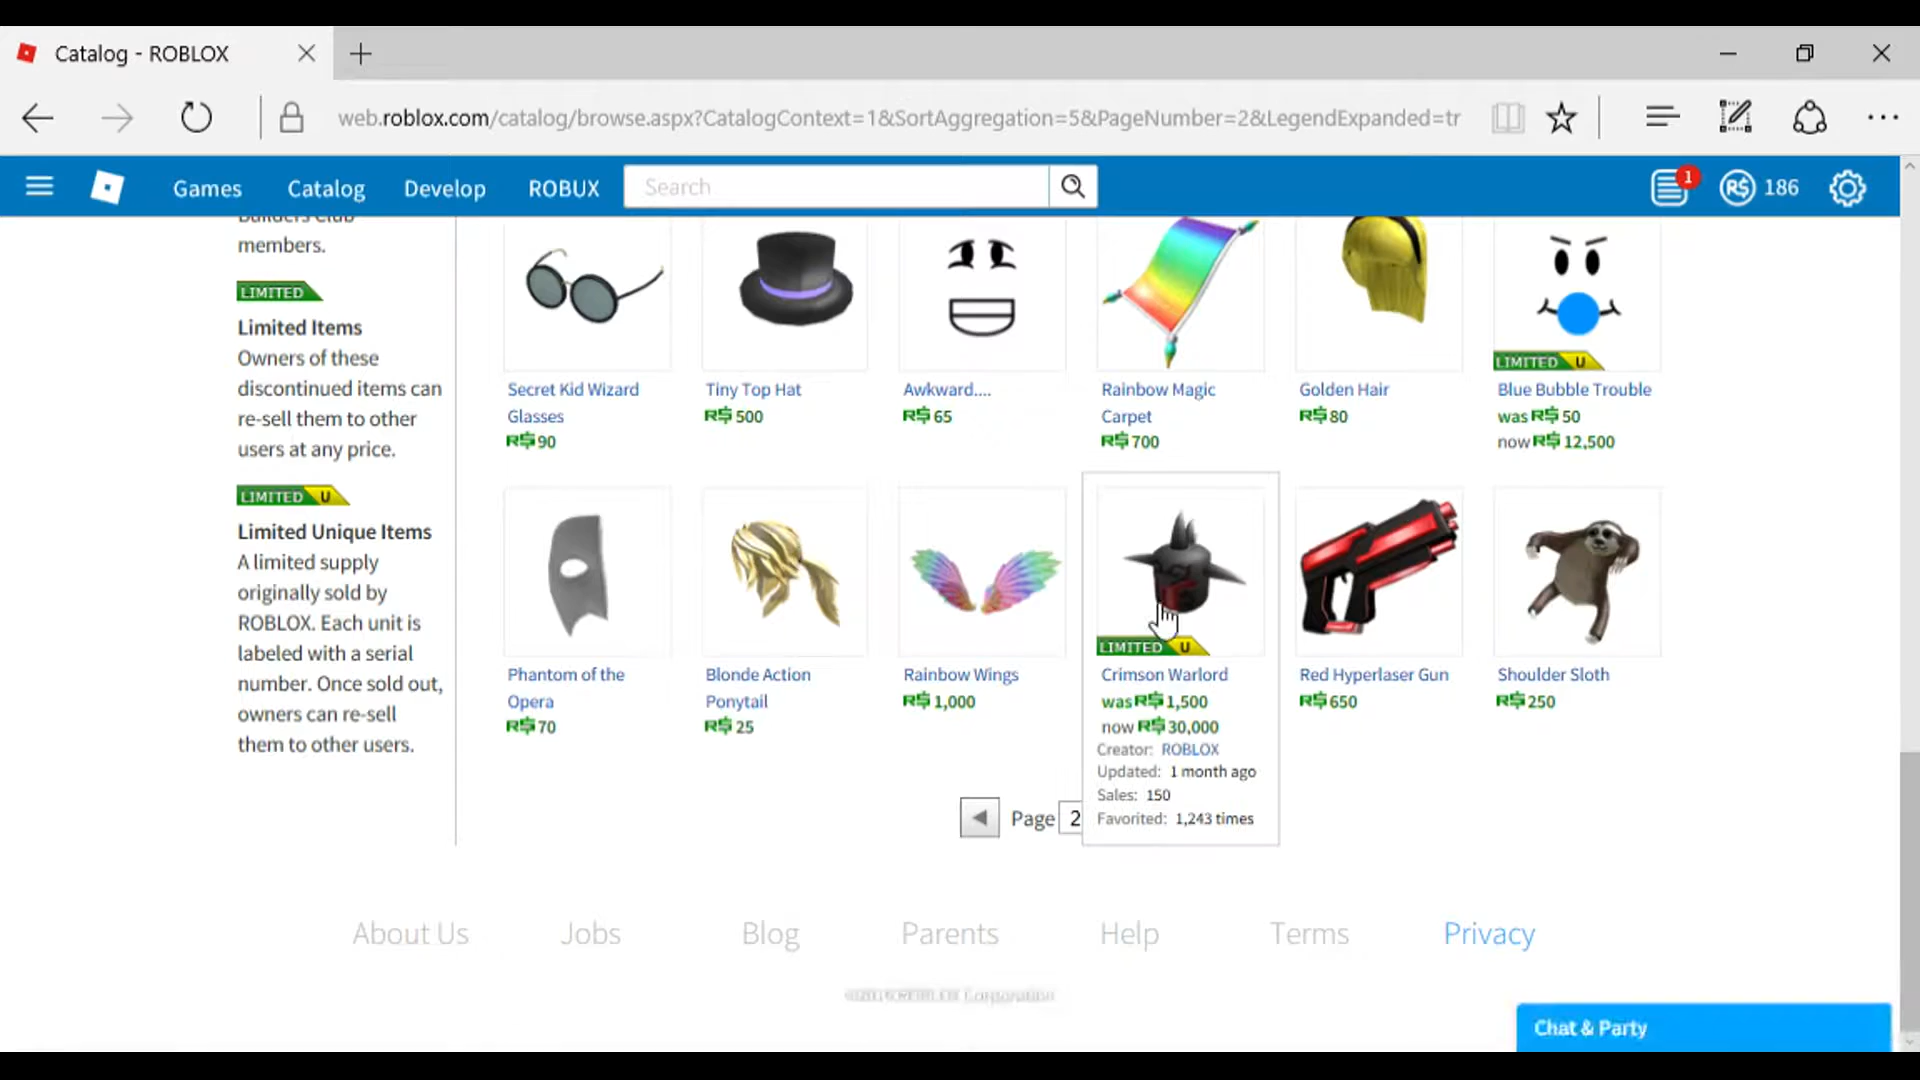 Catalog - ROBLOX
web.roblox.com/catalog/browse.aspx?CatalogContext=1&SortAggregation=5&PageNumber=2&LegendExpanded=tr
Games Catalog Develop ROBUX Search 1 R$ 186
Builders Club
members.
LIMITED
Limited Items
Owners of these
discontinued items can
re-sell them to other
users at any price.
LIMITED U
Limited Unique Items
A limited supply
originally sold by
ROBLOX. Each unit is
labeled with a serial
number. Once sold out,
owners can re-sell
them to other users.
Secret Kid Wizard
Glasses
R$ 90
Tiny Top Hat
R$ 500
Awkward....
R$ 65
Rainbow Magic
Carpet
R$ 700
Golden Hair
R$ 80
LIMITED U
Blue Bubble Trouble
was R$ 50
now R$ 12,500
Phantom of the
Opera
R$ 70
Blonde Action
Ponytail
R$ 25
Rainbow Wings
R$ 1,000
LIMITED U
Crimson Warlord
was R$ 1,500
now R$ 30,000
Creator: ROBLOX
Updated: 1 month ago
Sales: 150
Favorited: 1,243 times
Red Hyperlaser Gun
R$ 650
Shoulder Sloth
R$ 250
Page 2
About Us Jobs Blog Parents Help Terms Privacy
©2016 ROBLOX Corporation
Chat & Party